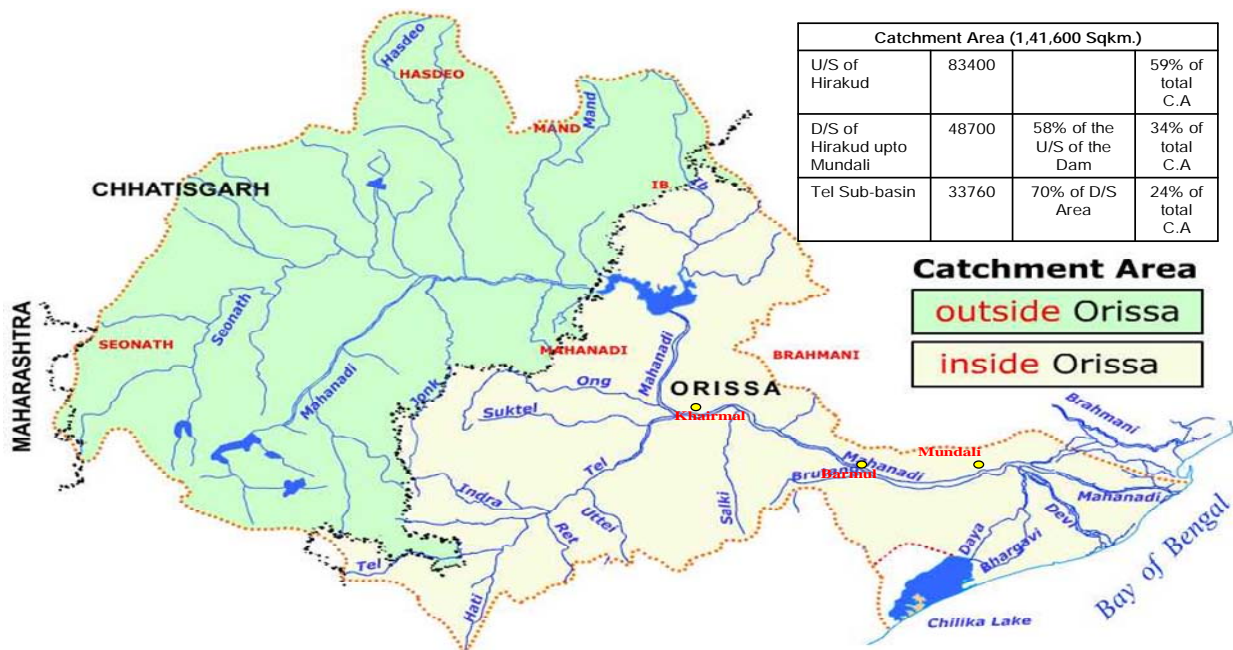 Catchment Area (1,41,600 Sqkm.)
U/S of Hirakud 83400 59% of total C.A
D/S of Hirakud upto Mundali 48700 58% of the U/S of the Dam 34% of total C.A
Tel Sub-basin 33760 70% of D/S Area 24% of total C.A
Catchment Area
outside Orissa
inside Orissa
Hasdeo
HASDEO
Mand
MAND
CHHATISGARH
IB
Ib
MAHARASHTRA
SEONATH
Seonath
Mahanadi
Jonk
MAHANADI
Mahanadi
BRAHMANI
Ong
ORISSA
Suktel
Khairmal
Tel
Brahmani
Mundali
Mahanadi
Barmul
Indra
Uttei
Ret
Salki
Mahanadi
Devi
Daya
Bhargavi
Tel
Hati
Chilika Lake
Bay of Bengal